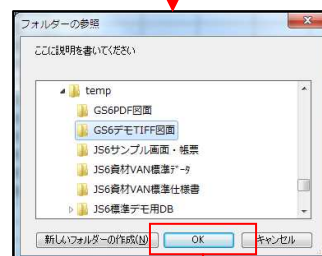 フォルダーの参照
ここに説明を書いてください
temp
GS6PDF図面
GS6デモTIFF図面
JS6サンプル画面・帳票
JS6資材VAN標準ﾃﾞｰﾀ
JS6資材VAN標準仕様書
JS6標準デモ用DB
新しいフォルダーの作成(N)
OK
キャンセル